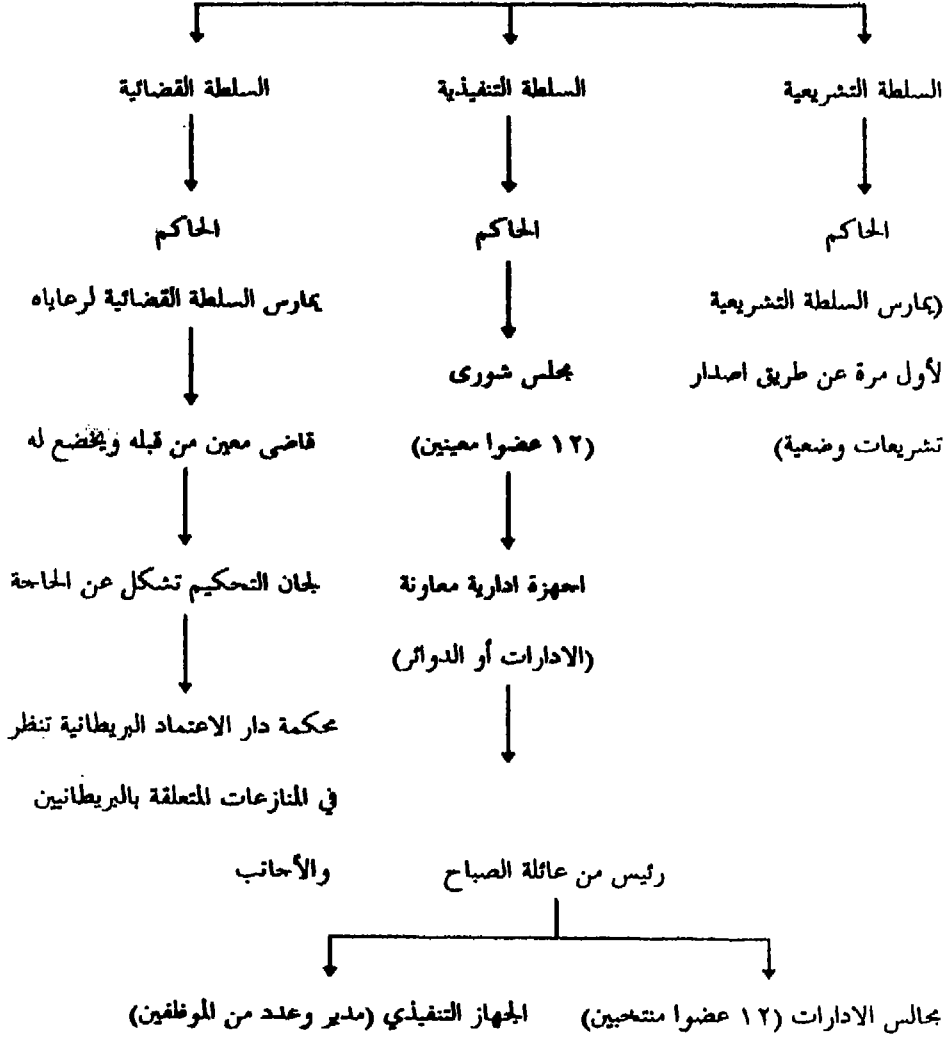 السلطة التشريعية
السلطة التنفيذية
السلطة القضائية
الحاكم
الحاكم
الحاكم
(يمارس السلطة التشريعية
لأول مرة عن طريق اصدار
تشريعات وضعية)
مجلس شورى
(١٢ عضوا معينين)
اجهزة ادارية معاونة
(الادارات أو الدوائر)
يمارس السلطة القضائية لرعاياه
قاضى معين من قبله ويخضع له
لجان التحكيم تشكل عن الحاجة
محكمة دار الاعتماد البريطانية تنظر
في المنازعات المتعلقة بالبريطانيين
والأجانب
رئيس من عائلة الصباح
مجالس الادارات (١٢ عضوا منتخبين)
الجهاز التنفيذي (مدير وعدد من الموظفين)